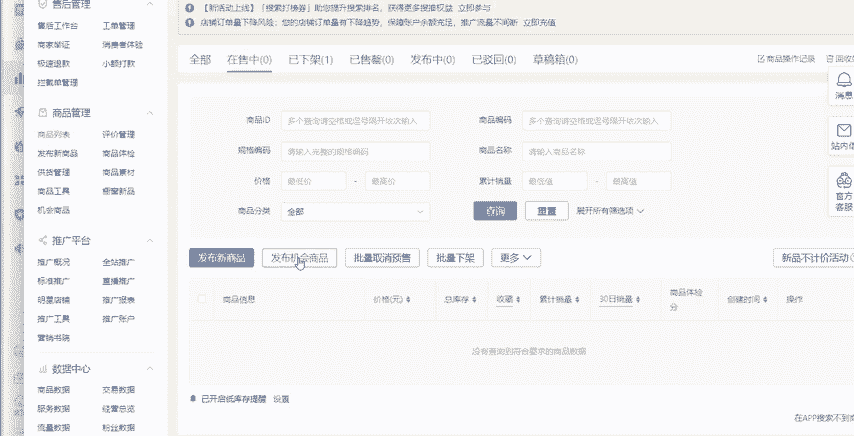 售后管理
售后工作台 工单管理
商家举证 消费者体验
极速退款 小额打款
拦截单管理
商品管理
商品列表 评价管理
发布新商品 商品体检
供货管理 商品素材
商品工具
机会商品
推广平台
推广概况 全站推广
标准推广 直播推广
明星店铺 推广报表
推广工具 推广账户
营销书院
数据中心
商品数据 交易数据
服务数据 经营总览
流量数据 粉丝数据
【新活动上线】「搜索打榜券」助您提升搜索排名，获得更多搜推权益 立即参与
店铺订单量下降风险：您的店铺订单量有下降趋势，保障账户余额充足，推广流量不间断 立即充值
全部 在售中(0) 已下架(1) 已售罄(0) 发布中(0) 已驳回(0) 草稿箱(0) 商品操作记录
商品ID 多个查询请空格或逗号隔开依次输入 商品编码 多个查询请空格或逗号隔开依次输入
规格编码 请输入完整的规格编码 商品名称 请输入商品名称
价格 最低价 - 最高价 累计销量 最低值 - 最高值
商品分类 全部 查询 重置 展开所有筛选项
发布新商品 发布机会商品 批量取消预售 批量下架 更多 新品不计价活动
商品信息 价格(元) 总库存 收藏 累计销量 30日销量 商品体检分 创建时间 操作
没有查询到符合要求的商品数据
已开启低库存提醒 设置
在APP搜索不到商
消息
站内信
官方
客服